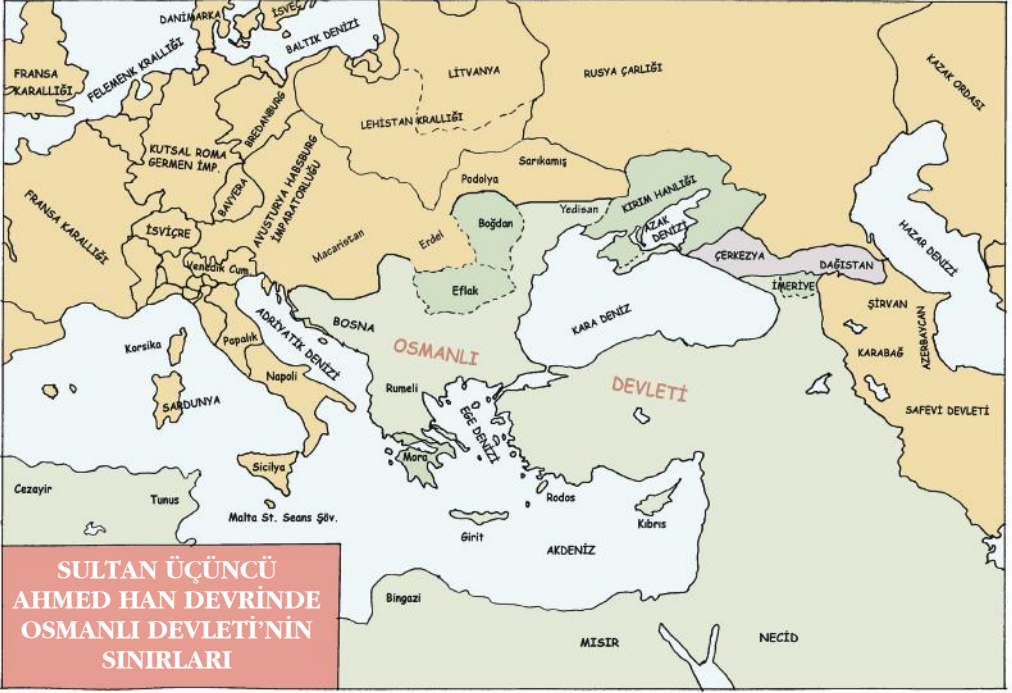 DANİMARKA
İSVEÇ
BALTIK DENİZİ
FRANSA
KARALLIĞI
FELEMENK KRALLIĞI
LİTVANYA
RUSYA ÇARLIĞI
KAZAK ORDASI
BREDANBURG
LEHİSTAN KRALLIĞI
KUTSAL ROMA
GERMEN İMP.
BAVYERA
AVUSTURYA HABSBURG
İMPARATORLUĞU
Sarıkamış
Podolya
FRANSA KARALLIĞI
İSVİÇRE
Macaristan
Erdel
Boğdan
Yedisan
KIRIM HANLIĞI
AZAK
DENİZİ
HAZAR DENİZİ
Venedik Cum.
ÇERKEZYA
DAĞISTAN
Eflak
İMERİYE
ŞİRVAN
BOSNA
ADRİYATİK DENİZİ
KARA DENİZ
Korsika
Papalık
OSMANLI
KARABAĞ
AZERBAYCAN
Napoli
Rumeli
DEVLETİ
SARDUNYA
EGE DENİZİ
SAFEVİ DEVLETİ
Mora
Sicilya
Cezayir
Tunus
Rodos
Malta St. Seans Şöv.
Kıbrıs
Girit
AKDENİZ
SULTAN ÜÇÜNCÜ
AHMED HAN DEVRİNDE
OSMANLI DEVLETİ’NİN
SINIRLARI
Bingazi
MISIR
NECİD